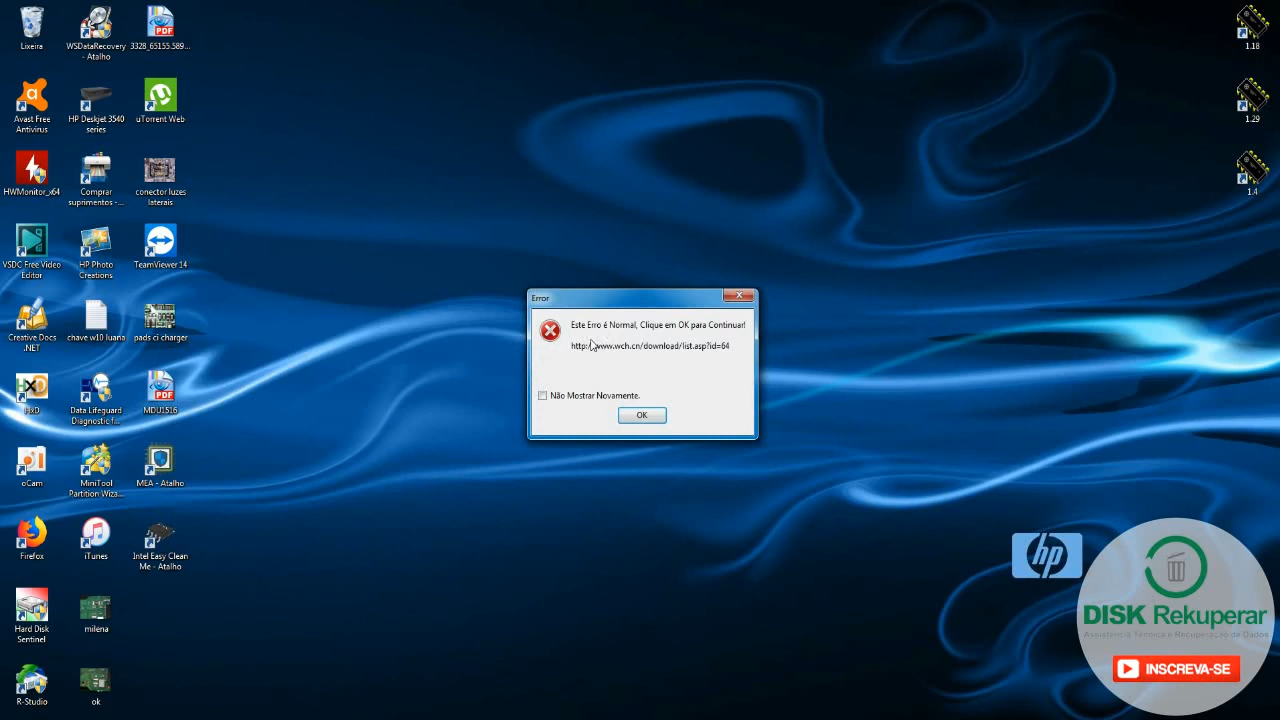 Lixeira
WSDataRecovery
- Atalho
PDF
3328_65155.589...
1.18
Avast Free
Antivirus
HP Deskjet 3540
series
uTorrent Web
1.29
HWMonitor_x64
Comprar
suprimentos -...
conector luzes
laterais
1.4
VSDC Free Video
Editor
HP Photo
Creations
TeamViewer 14
Error
Este Erro é Normal, Clique em OK para Continuar!
http://www.wch.cn/download/list.asp?id=64
Não Mostrar Novamente.
OK
Creative Docs
.NET
chave w10 luana
pads ci charger
HxD
HxD
Data Lifeguard
Diagnostic f...
PDF
MDU1516
oCam
MiniTool
Partition Wiza...
MEA - Atalho
Firefox
iTunes
Intel Easy Clean
Me - Atalho
hp
Hard Disk
Sentinel
milena
DISK Rekuperar
Assistência Técnica e Recuperação de Dados
INSCREVA-SE
R-Studio
ok